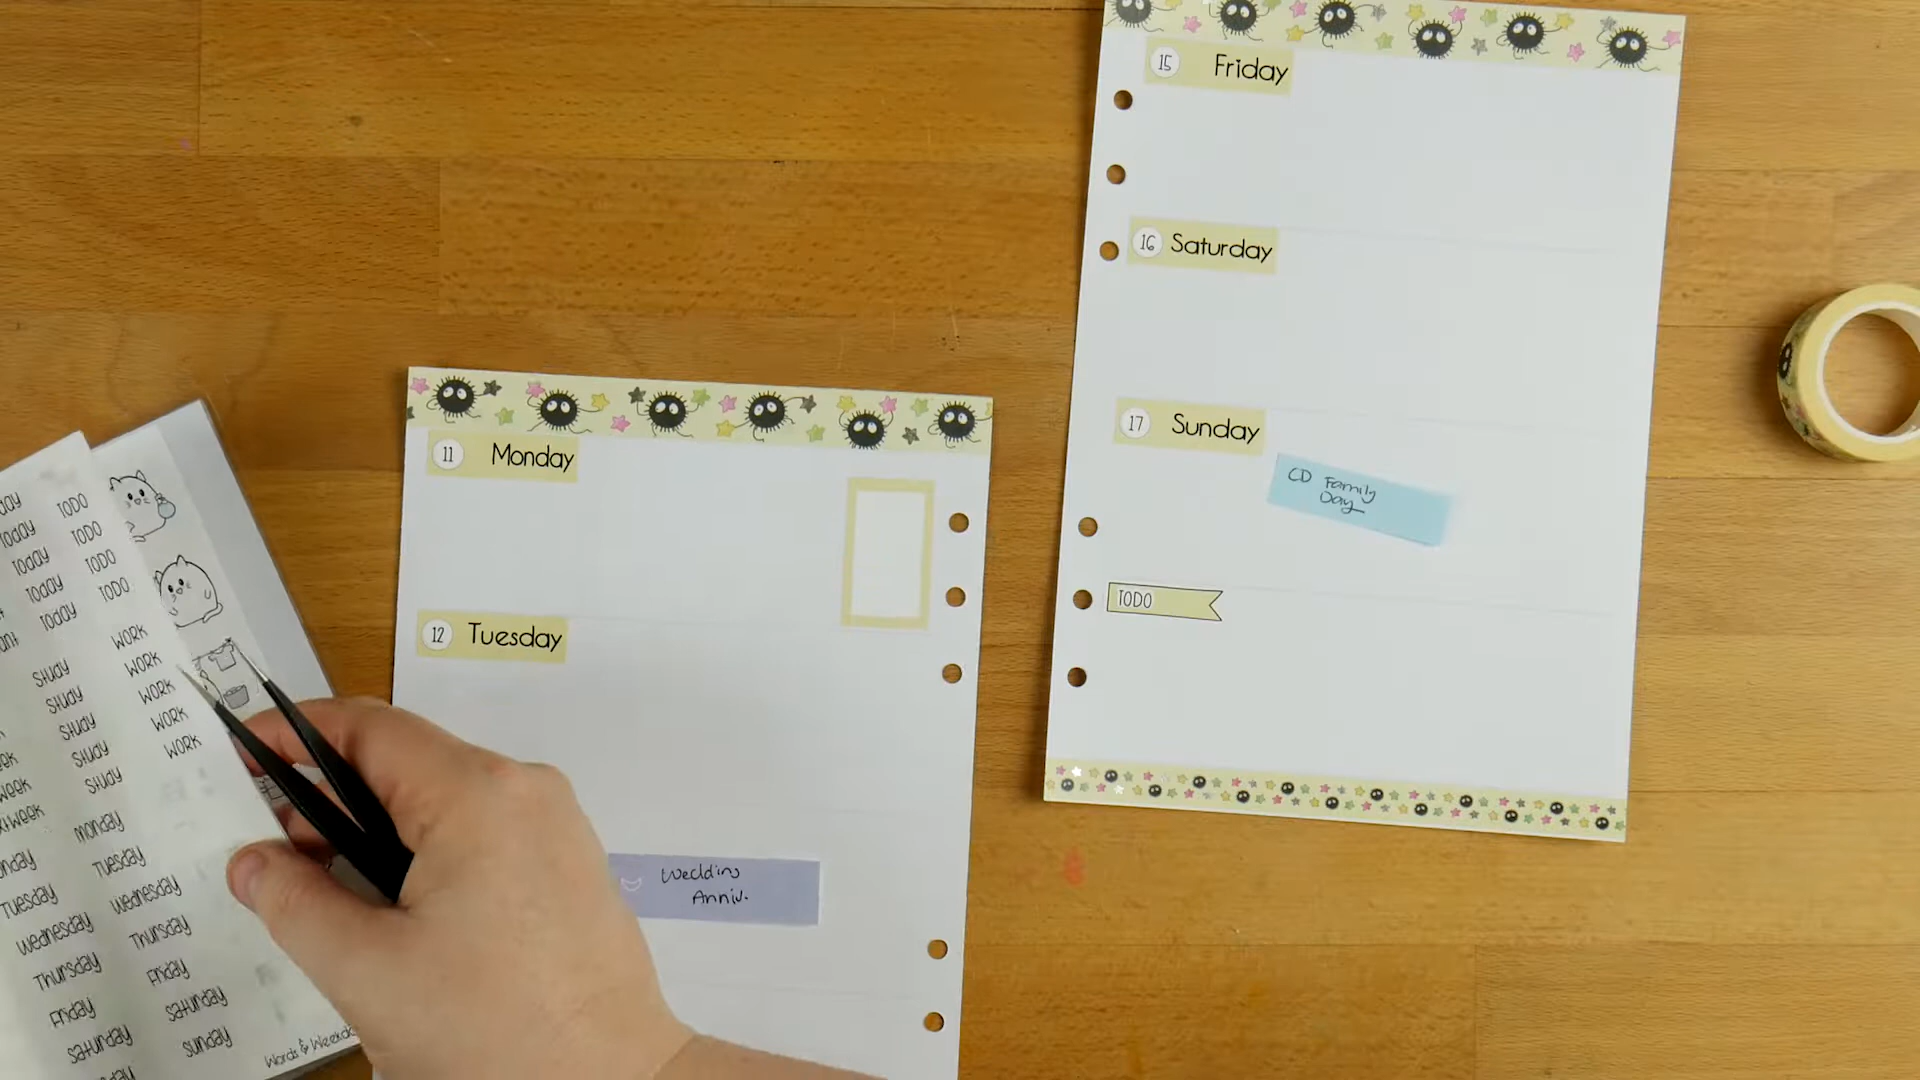 15 Friday
16 Saturday
17 Sunday
CD Family
Day
TODO
11 Monday
12 Tuesday
Wedding
Anniv.
TODO
Today TODO
Today TODO
Today TODO
Today
WORK
Study WORK
Study WORK
Study WORK
Study WORK
Study
Monday
Tuesday
Tuesday Wednesday
Wednesday Thursday
Thursday Friday
Friday Saturday
Saturday Sunday
Words &